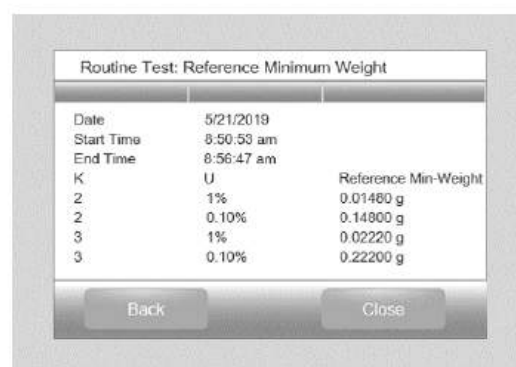 Routine Test: Reference Minimum Weight
Date 5/21/2019
Start Time 8:50:53 am
End Time 8:56:47 am
K U Reference Min-Weight
2 1% 0.01480 g
2 0.10% 0.14800 g
3 1% 0.02220 g
3 0.10% 0.22200 g
Back Close